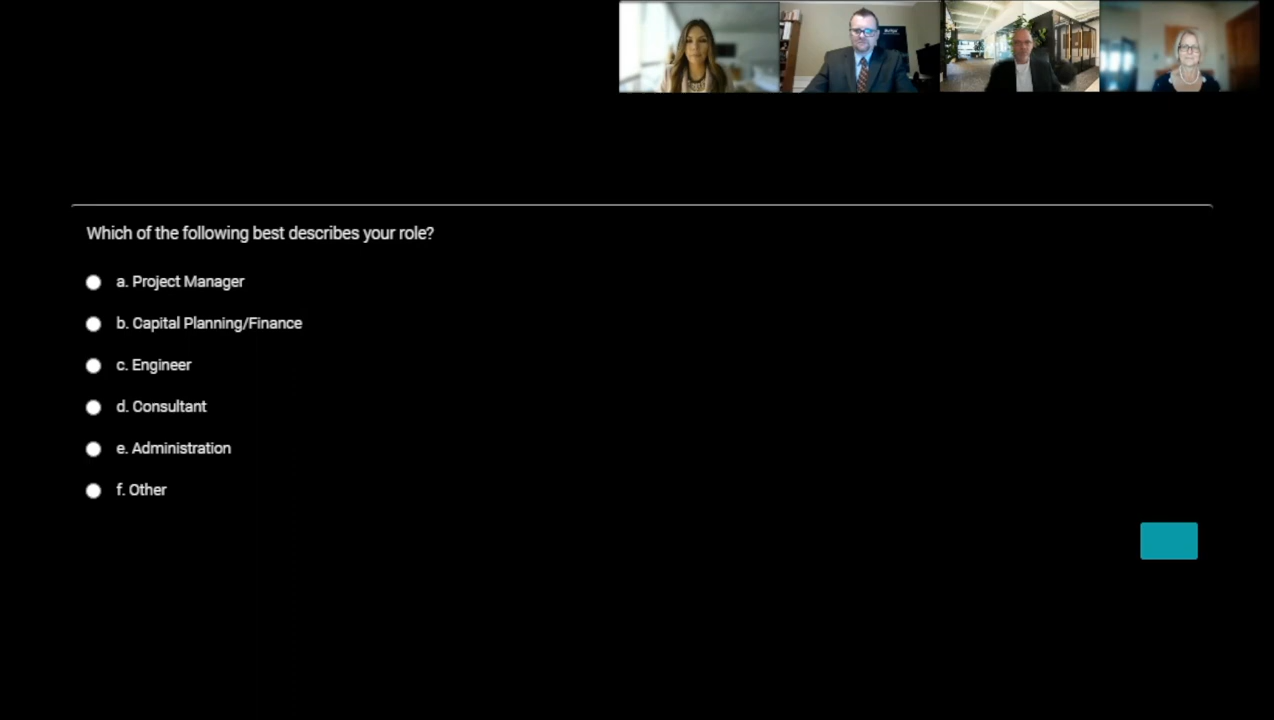 Which of the following best describes your role?
a. Project Manager
b. Capital Planning/Finance
c. Engineer
d. Consultant
e. Administration
f. Other